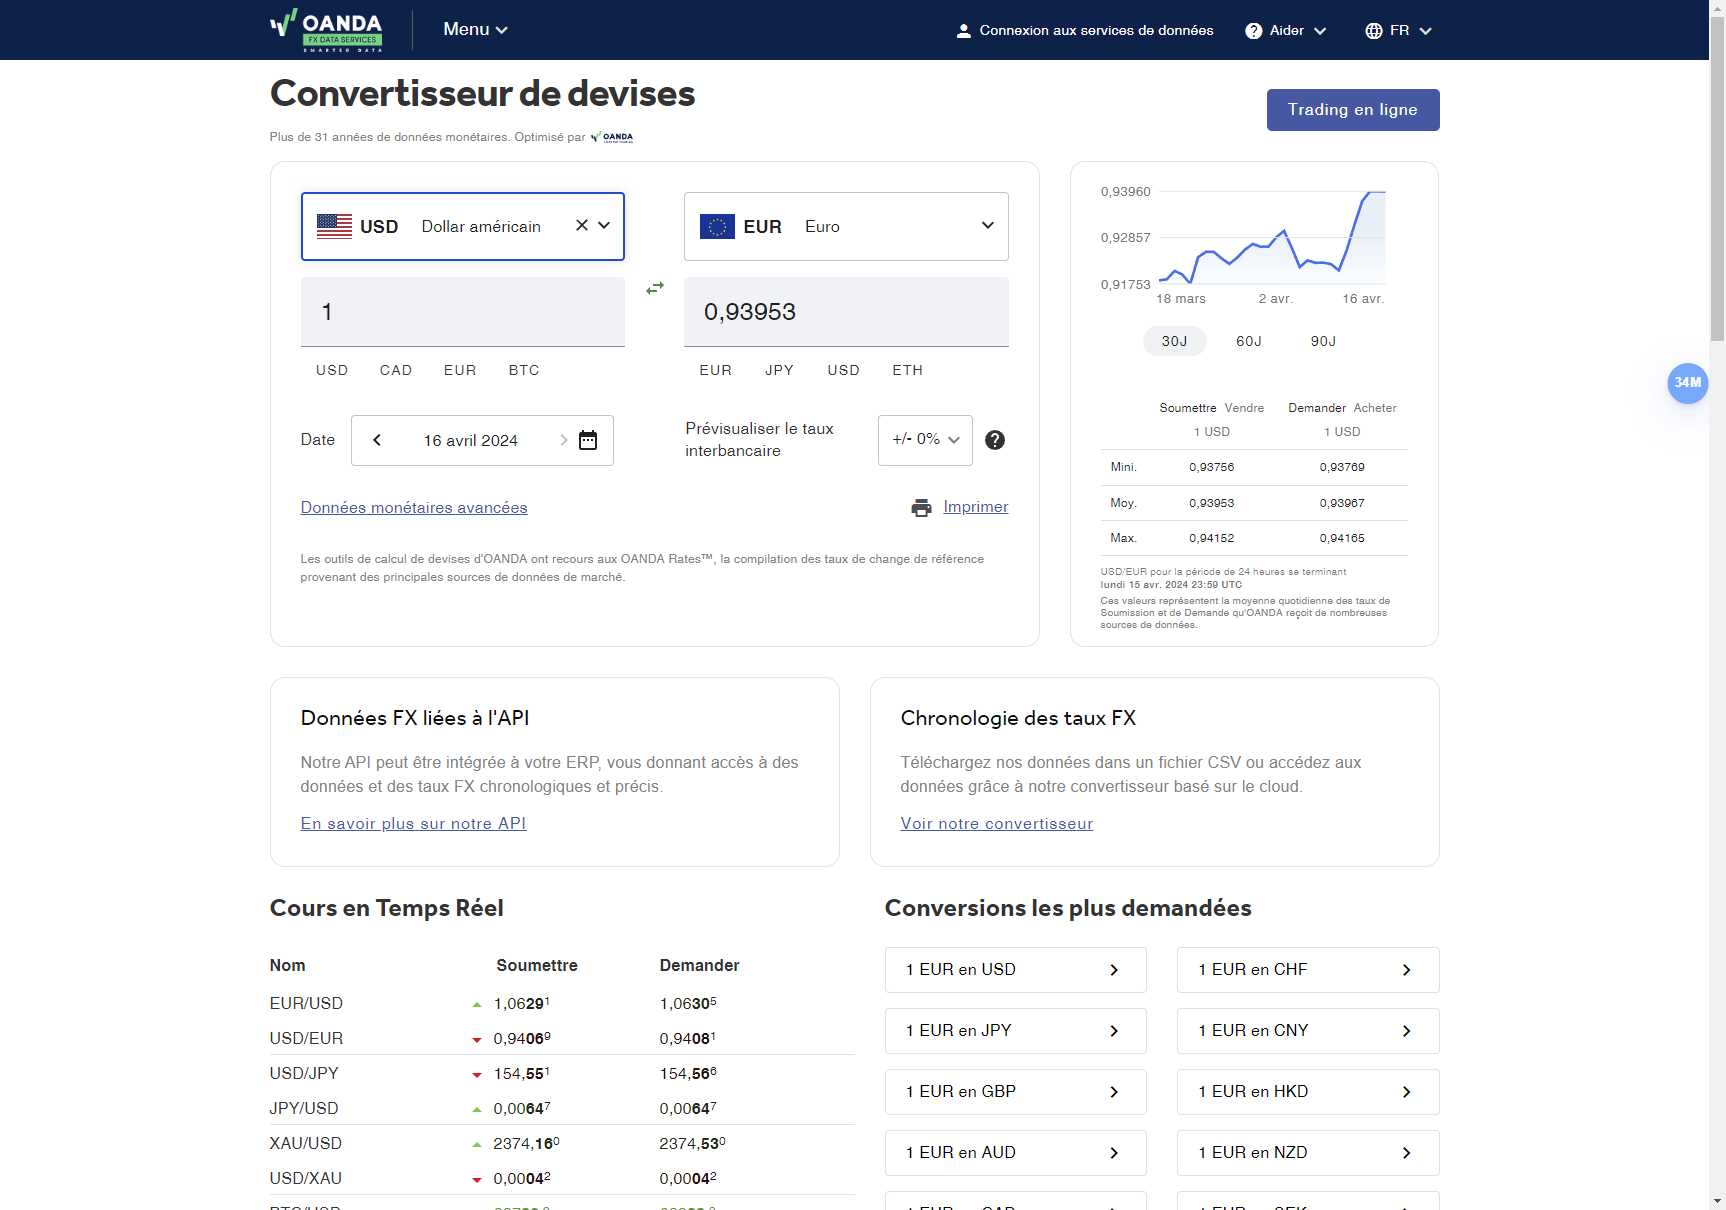 OANDA
FX DATA SERVICES
SMARTER DATA
Menu
Connexion aux services de données
Aider
FR
Convertisseur de devises
Trading en ligne
Plus de 31 années de données monétaires. Optimisé par OANDA
USD Dollar américain
EUR Euro
1
0,93953
USD CAD EUR BTC
EUR JPY USD ETH
Date
16 avril 2024
Prévisualiser le taux
interbancaire
+/- 0%
Données monétaires avancées
Imprimer
Les outils de calcul de devises d'OANDA ont recours aux OANDA Rates™, la compilation des taux de change de référence
provenant des principales sources de données de marché.
0,93960
0,92857
0,91753
18 mars 2 avr. 16 avr.
30J 60J 90J
Soumettre Vendre Demander Acheter
1 USD 1 USD
Mini. 0,93756 0,93769
Moy. 0,93953 0,93967
Max. 0,94152 0,94165
USD/EUR pour la période de 24 heures se terminant
lundi 15 avr. 2024 23:59 UTC
Ces valeurs représentent la moyenne quotidienne des taux de
Soumission et de Demande qu'OANDA reçoit de nombreuses
sources de données.
34M
Données FX liées à l'API
Notre API peut être intégrée à votre ERP, vous donnant accès à des
données et des taux FX chronologiques et précis.
En savoir plus sur notre API
Chronologie des taux FX
Téléchargez nos données dans un fichier CSV ou accédez aux
données grâce à notre convertisseur basé sur le cloud.
Voir notre convertisseur
Cours en Temps Réel
Nom Soumettre Demander
EUR/USD 1,06291 1,06305
USD/EUR 0,94069 0,94081
USD/JPY 154,551 154,566
JPY/USD 0,00647 0,00647
XAU/USD 2374,160 2374,530
USD/XAU 0,00042 0,00042
Conversions les plus demandées
1 EUR en USD
1 EUR en CHF
1 EUR en JPY
1 EUR en CNY
1 EUR en GBP
1 EUR en HKD
1 EUR en AUD
1 EUR en NZD